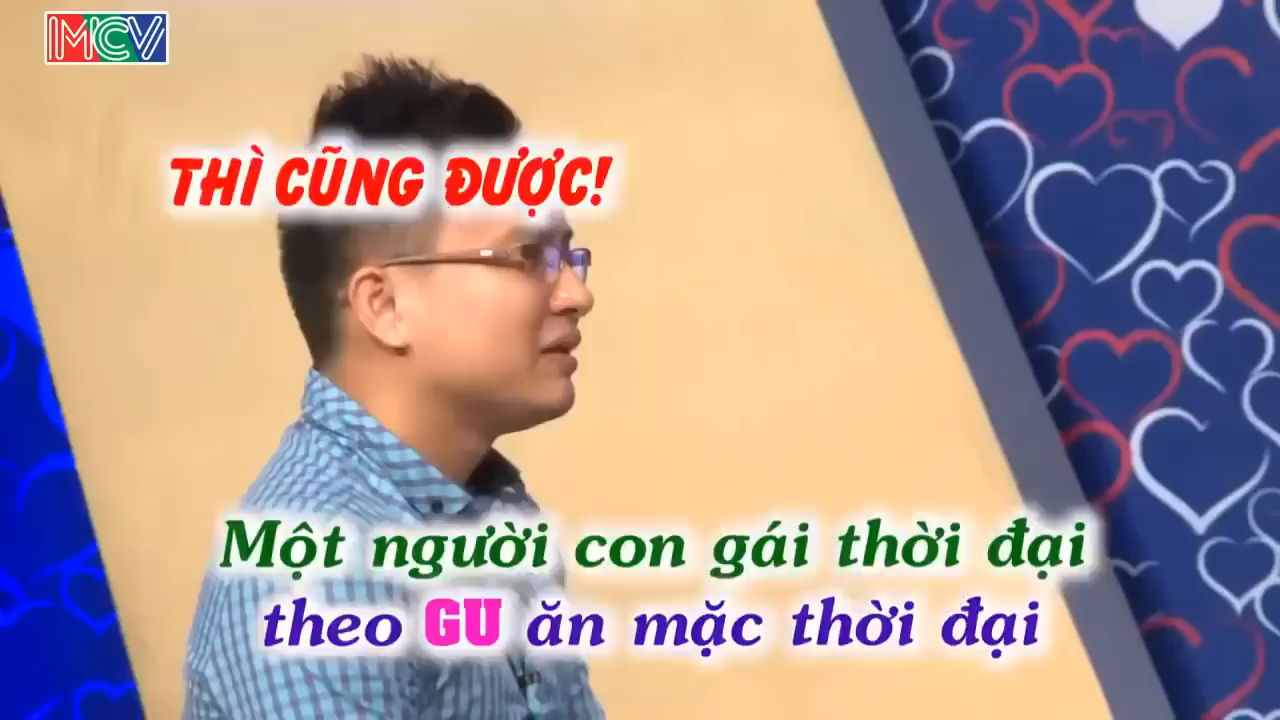 MCV
THÌ CŨNG ĐƯỢC!
Một người con gái thời đại
theo GU ăn mặc thời đại